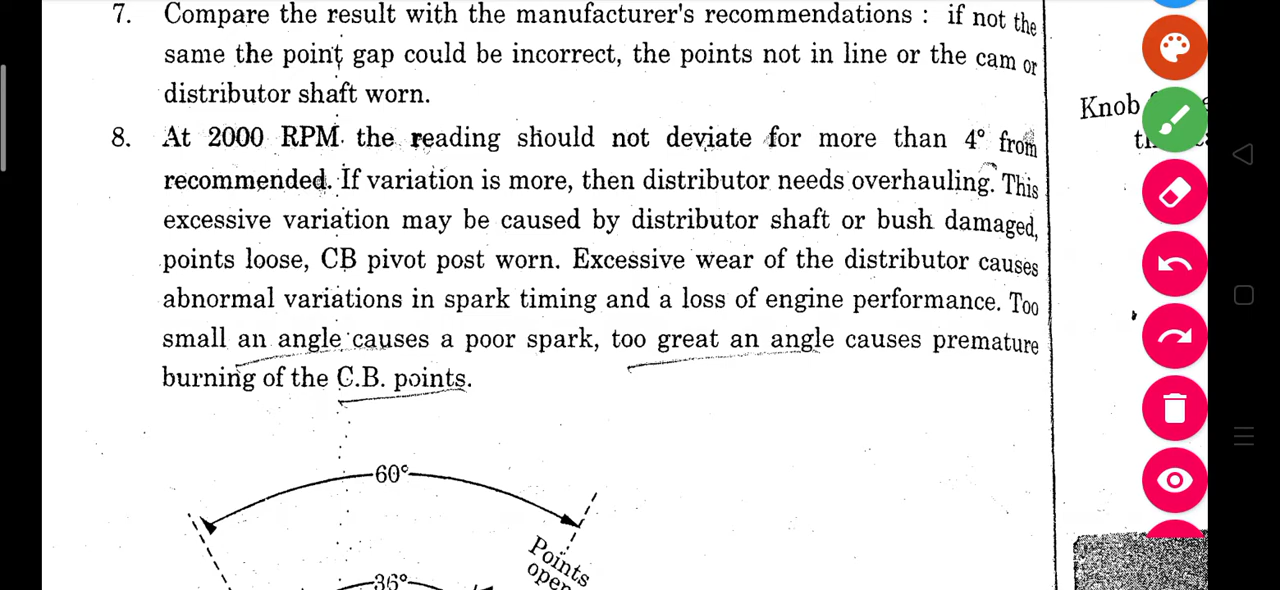 7. Compare the result with the manufacturer's recommendations : if not the
same the point gap could be incorrect, the points not in line or the cam or
distributor shaft worn.
8. At 2000 RPM the reading should not deviate for more than 4° from
recommended. If variation is more, then distributor needs overhauling. This
excessive variation may be caused by distributor shaft or bush damaged,
points loose, CB pivot post worn. Excessive wear of the distributor causes
abnormal variations in spark timing and a loss of engine performance. Too
small an angle causes a poor spark, too great an angle causes premature
burning of the C.B. points.
60°
36°
Points
open
Knob